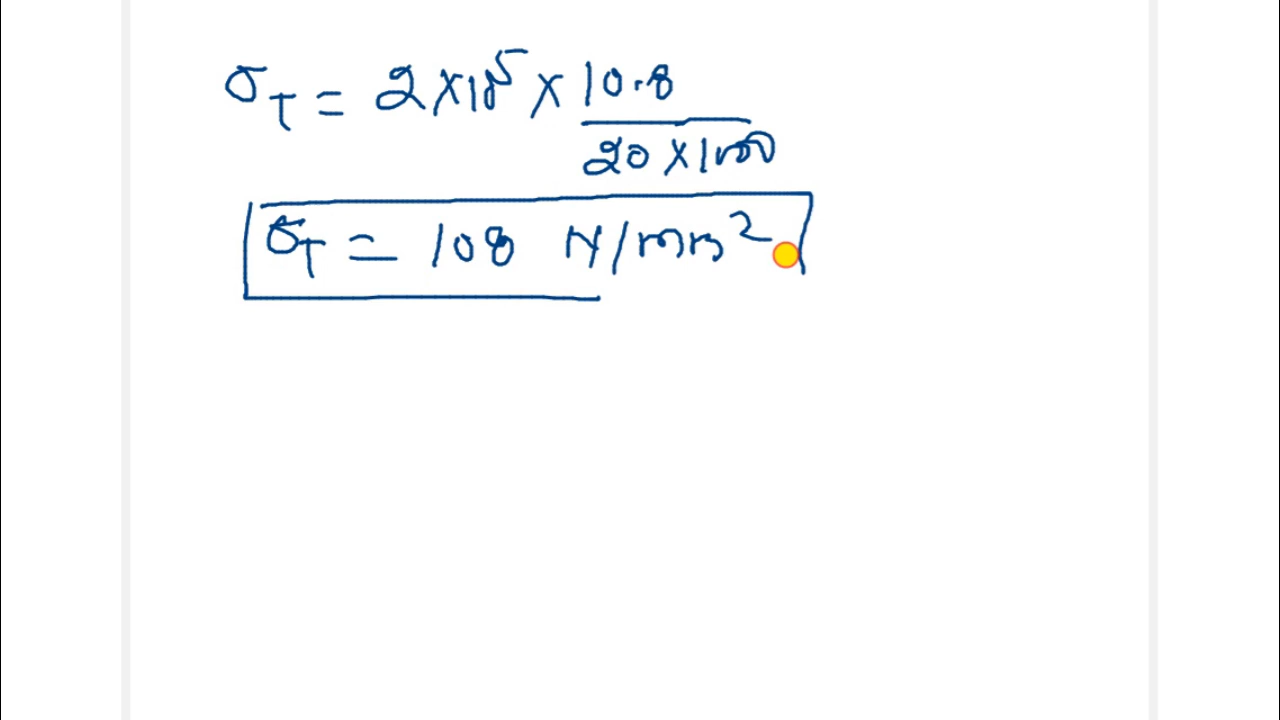 σT = 2×10⁵ × 10.8
20×1000
σT = 108 N/mm²